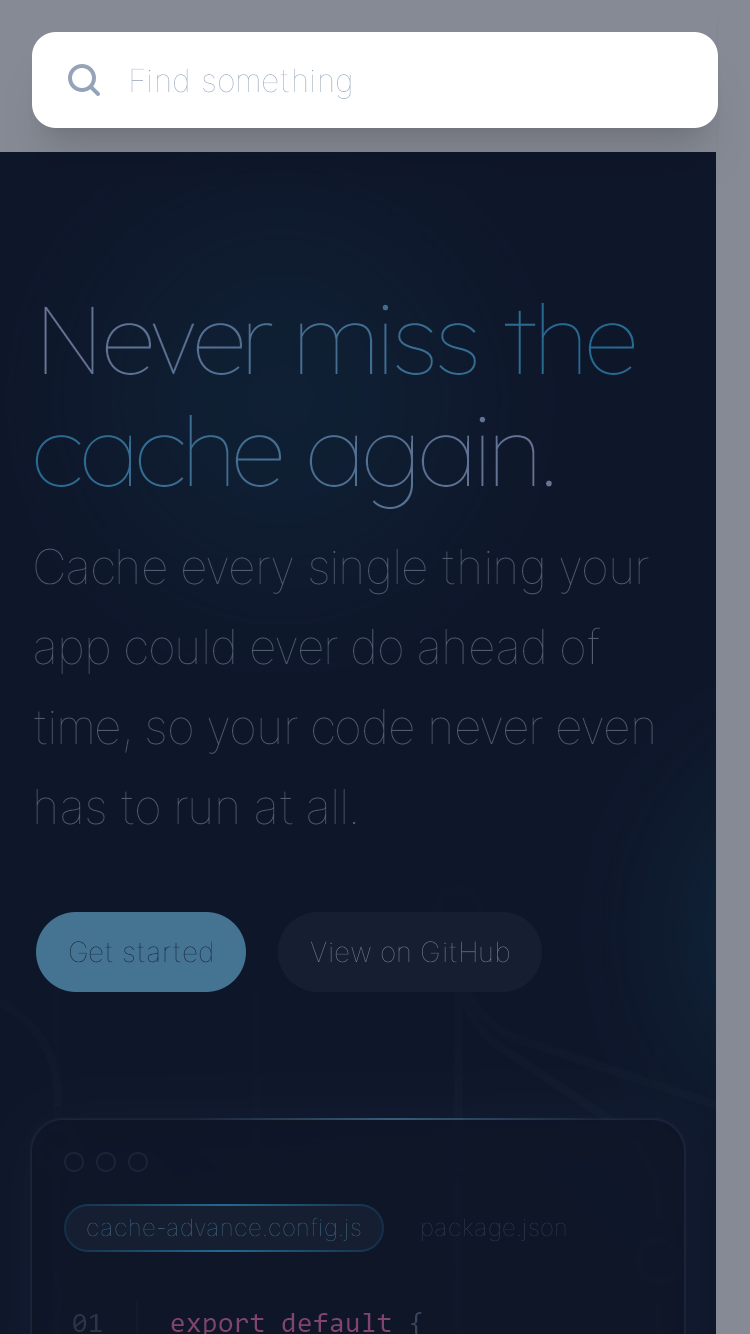 Find something
Never miss the
cache again.
Cache every single thing your
app could ever do ahead of
time, so your code never even
has to run at all.
Get started View on GitHub
cache-advance.config.js package.json
01 export default {